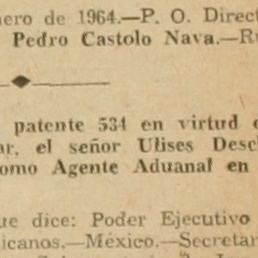 nero de 1964.—P. O. Direct
Pedro Castolo Nava.—R
patente 534 en virtud
ar, el señor Ulises Desc
omo Agente Aduanal en
ue dice: Poder Ejecutivo
icanos.—México.—Secretar